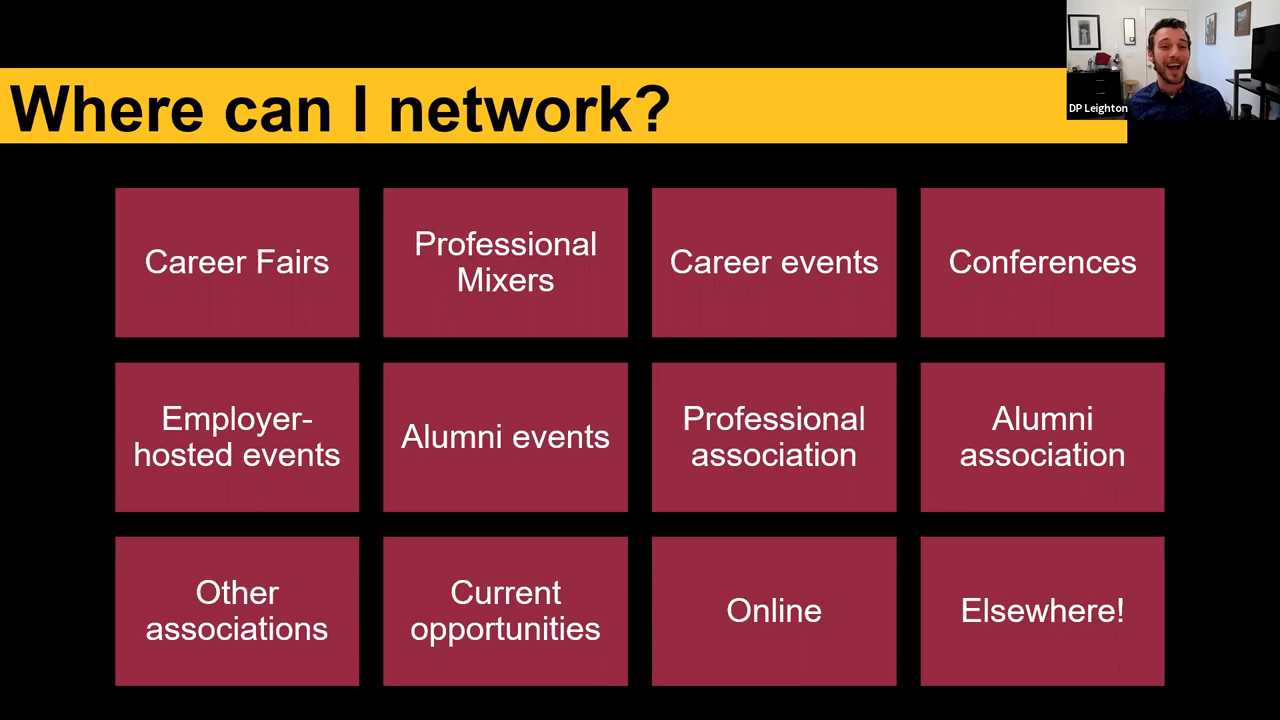 DP Leighton
Where can I network?
Career Fairs
Professional
Mixers
Career events
Conferences
Employer-
hosted events
Alumni events
Professional
association
Alumni
association
Other
associations
Current
opportunities
Online
Elsewhere!